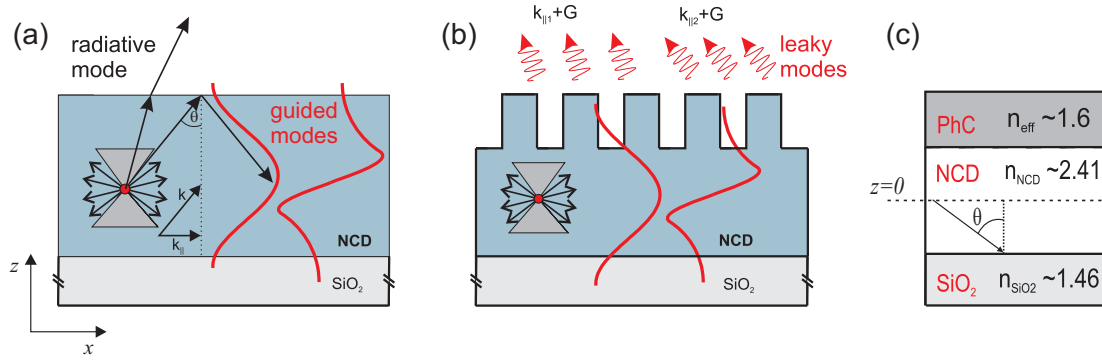 (a)
radiative
mode
θ
guided
modes
k
k||
NCD
SiO₂
z
x
(b)
k||1+G
k||2+G
leaky
modes
NCD
SiO₂
(c)
PhC neff ~1.6
NCD nNCD ~2.41
z=0
θ
SiO₂ nSiO2 ~1.46